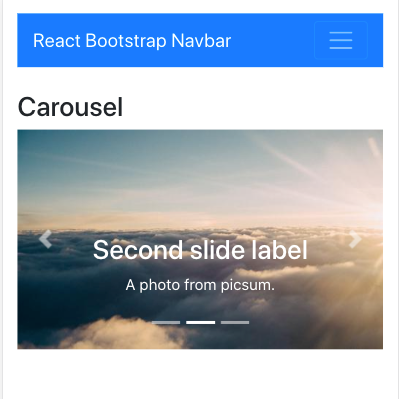 React Bootstrap Navbar
Carousel
Second slide label
A photo from picsum.